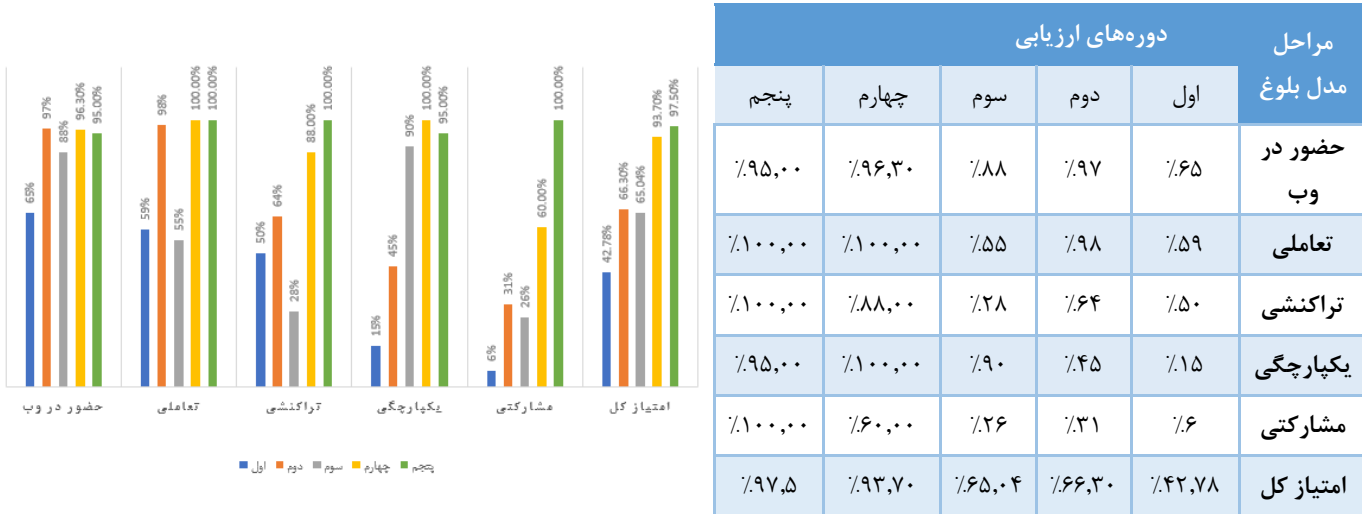 مراحل مدل بلوغ
دوره‌های ارزیابی
اول دوم سوم چهارم پنجم
حضور در وب ٪۶۵ ٪۹۷ ٪۸۸ ٪۹۶,۳۰ ٪۹۵,۰۰
تعاملی ٪۵۹ ٪۹۸ ٪۵۵ ٪۱۰۰,۰۰ ٪۱۰۰,۰۰
تراکنشی ٪۵۰ ٪۶۴ ٪۲۸ ٪۸۸,۰۰ ٪۱۰۰,۰۰
یکپارچگی ٪۱۵ ٪۴۵ ٪۹۰ ٪۱۰۰,۰۰ ٪۹۵,۰۰
مشارکتی ٪۶ ٪۳۱ ٪۲۶ ٪۶۰,۰۰ ٪۱۰۰,۰۰
امتیاز کل ٪۴۲,۷۸ ٪۶۶,۳۰ ٪۶۵,۰۴ ٪۹۳,۷۰ ٪۹۷,۵
65% 97% 88% 96.30% 95.00%
59% 98% 55% 100.00% 100.00%
50% 64% 28% 88.00% 100.00%
15% 45% 90% 100.00% 95.00%
6% 31% 26% 60.00% 100.00%
42.78% 66.30% 65.04% 93.70% 97.50%
حضور در وب
تعاملی
تراکنشی
یکپارچگی
مشارکتی
امتیاز کل
اول دوم سوم چهارم پنجم